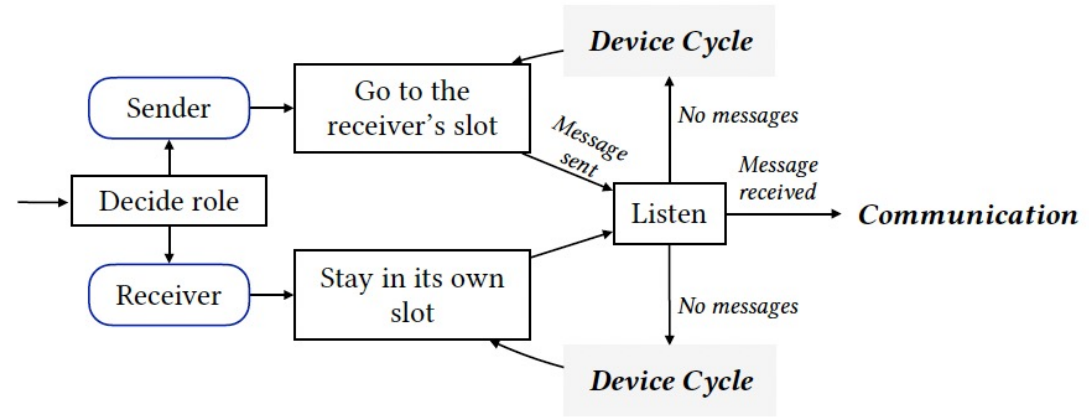 Device Cycle
Sender
Go to the
receiver's slot
Message
sent
No messages
Decide role
Listen
Message
received
Communication
Receiver
Stay in its own
slot
No messages
Device Cycle